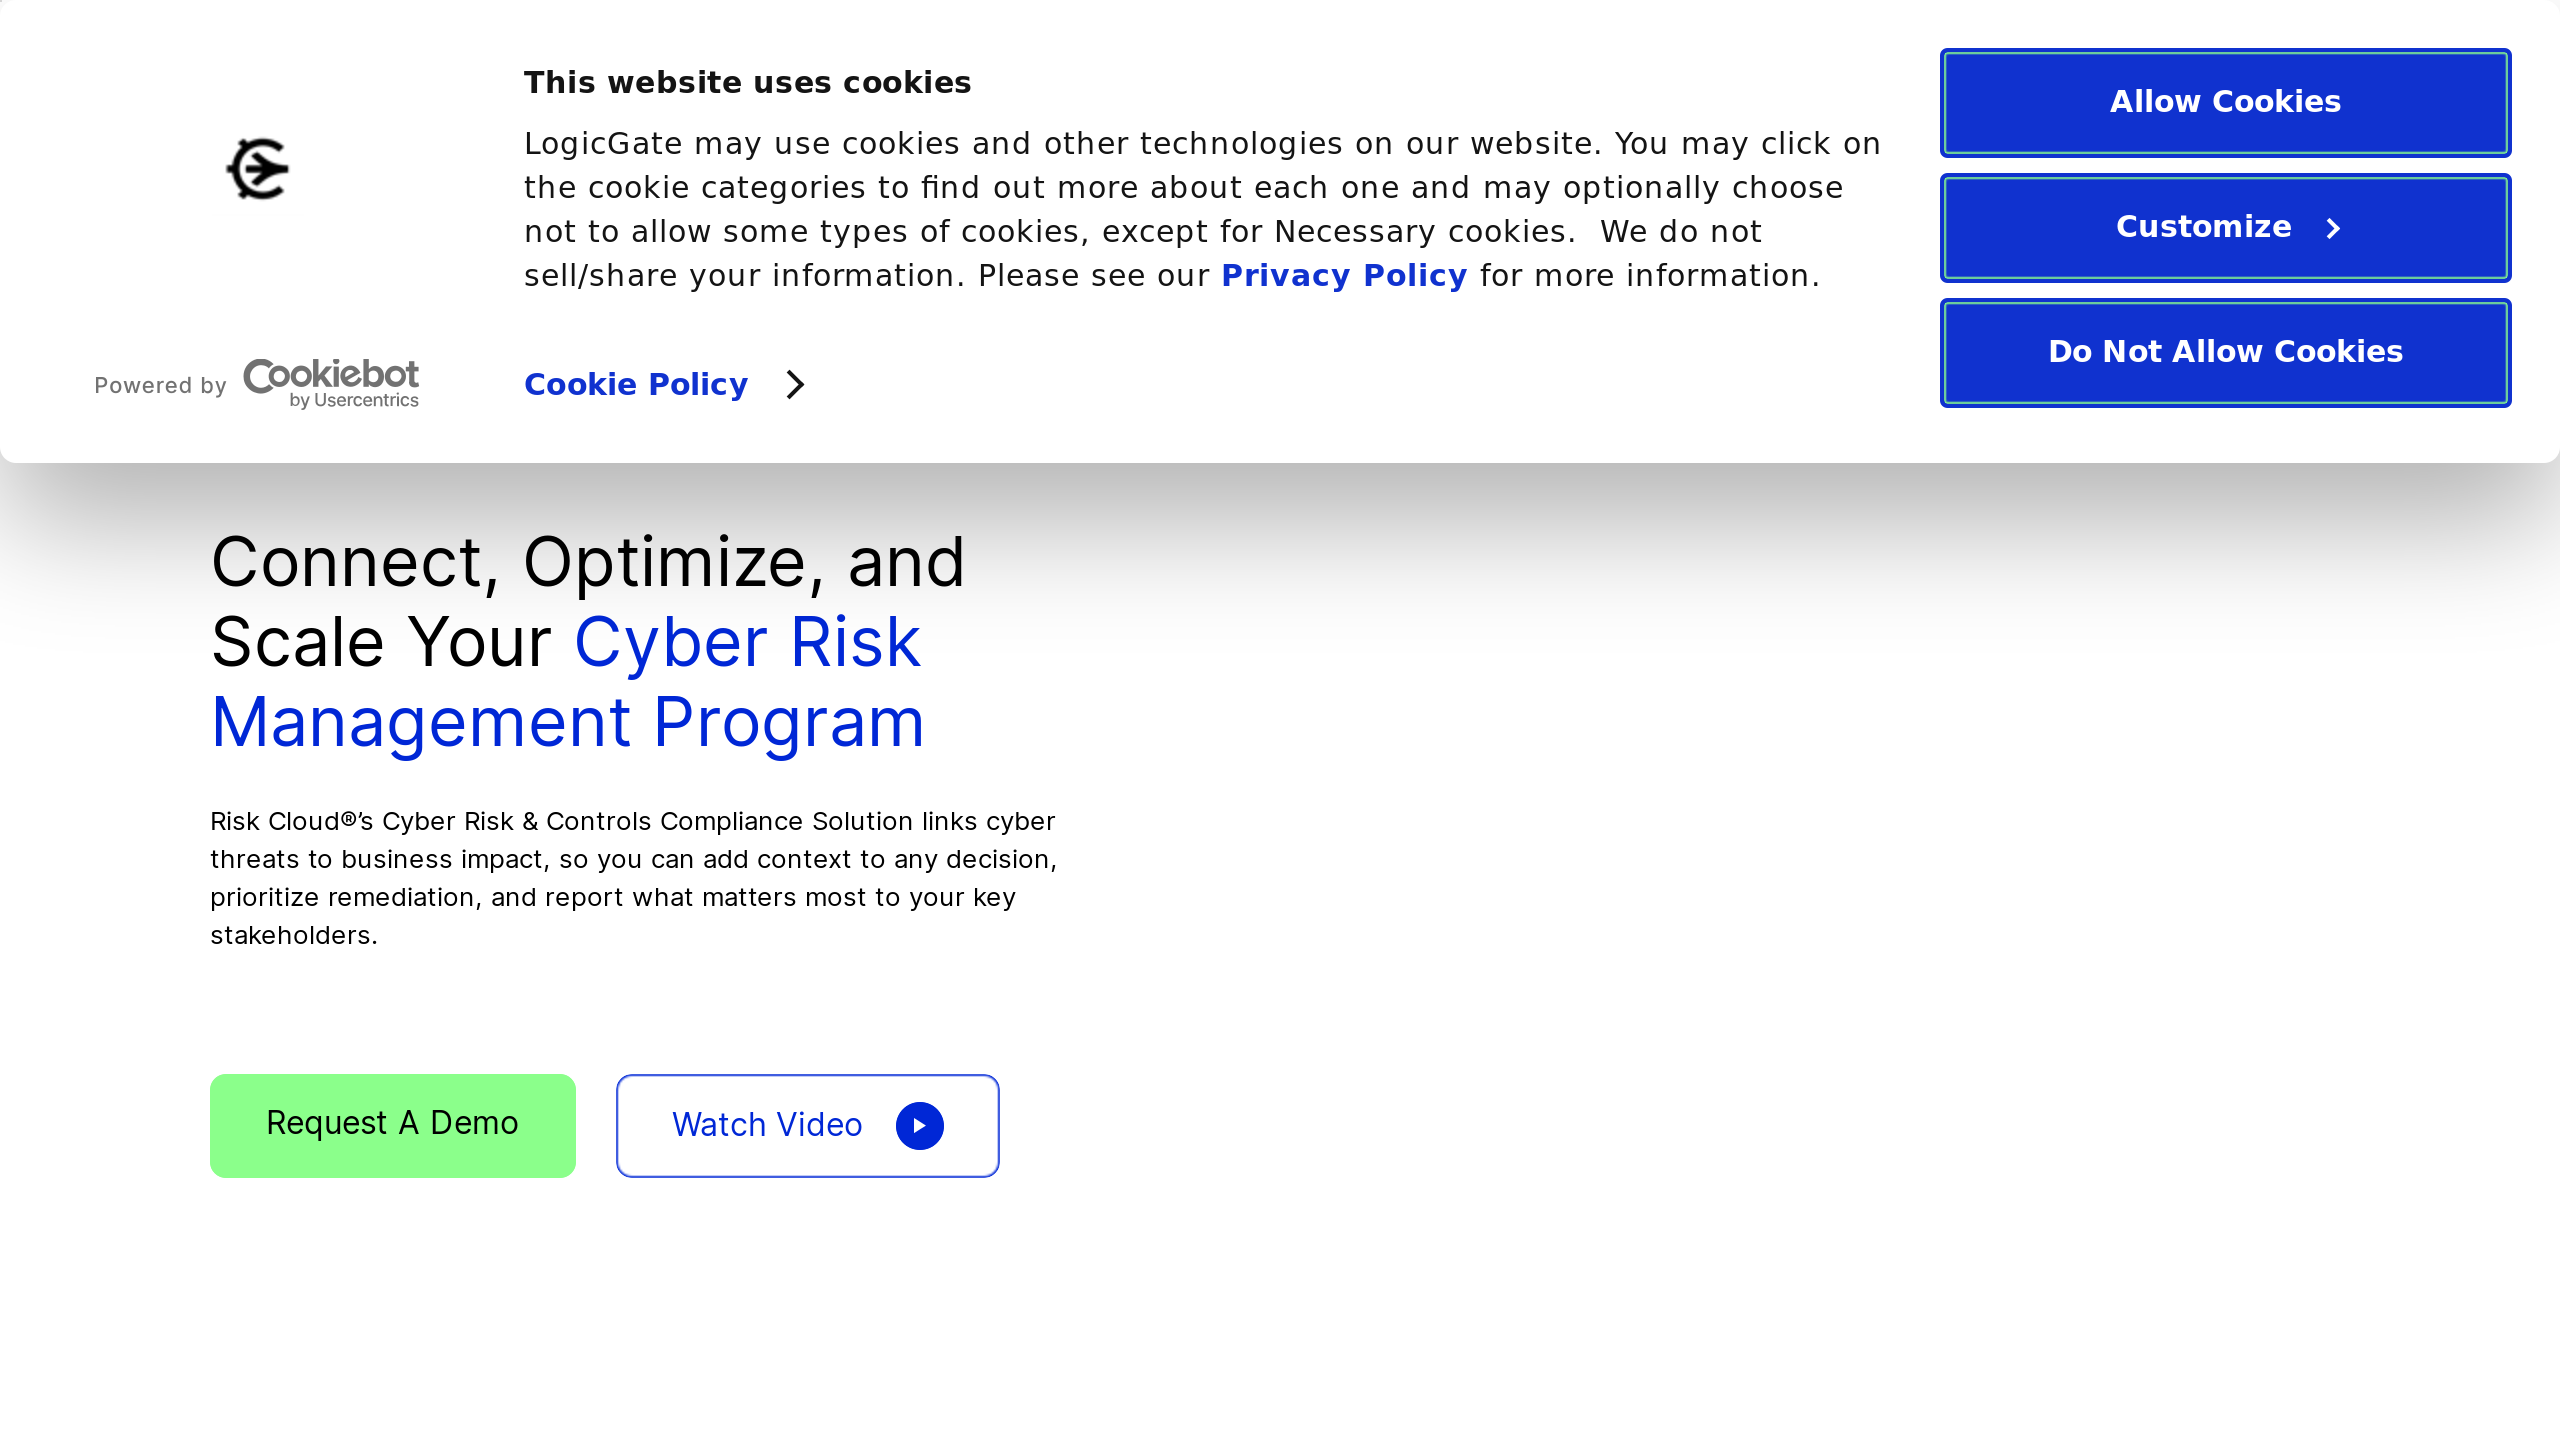 This website uses cookies
LogicGate may use cookies and other technologies on our website. You may click on
the cookie categories to find out more about each one and may optionally choose
not to allow some types of cookies, except for Necessary cookies.  We do not
sell/share your information. Please see our Privacy Policy for more information.
Powered by Cookiebot
by Usercentrics
Cookie Policy
Allow Cookies
Customize
Do Not Allow Cookies
Connect, Optimize, and
Scale Your Cyber Risk
Management Program
Risk Cloud®’s Cyber Risk & Controls Compliance Solution links cyber
threats to business impact, so you can add context to any decision,
prioritize remediation, and report what matters most to your key
stakeholders.
Request A Demo
Watch Video